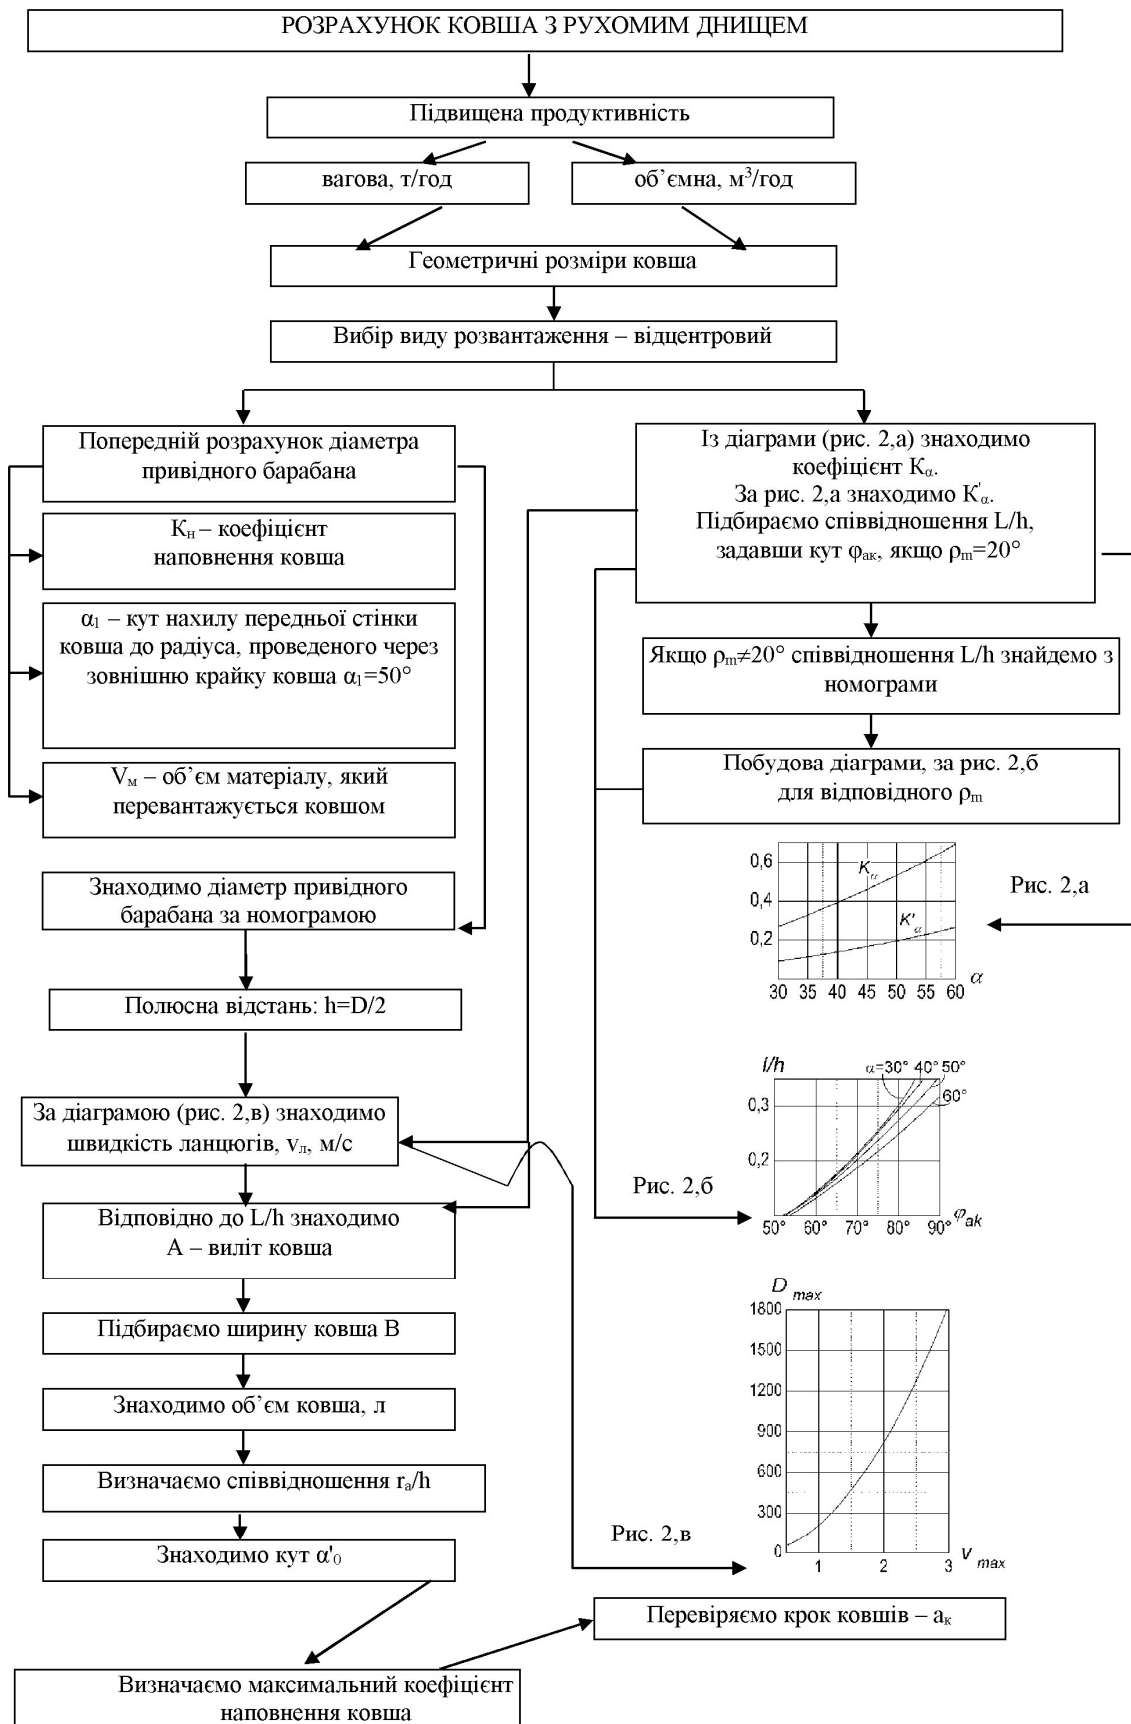 РОЗРАХУНОК КОВША З РУХОМИМ ДНИЩЕМ
Підвищена продуктивність
вагова, т/год
об’ємна, м³/год
Геометричні розміри ковша
Вибір виду розвантаження – відцентровий
Попередній розрахунок діаметра
привідного барабана
Kн – коефіцієнт
наповнення ковша
α₁ – кут нахилу передньої стінки
ковша до радіуса, проведеного через
зовнішню крайку ковша α₁=50°
Vм – об’єм матеріалу, який
перевантажується ковшом
Знаходимо діаметр привідного
барабана за номограмою
Полюсна відстань: h=D/2
За діаграмою (рис. 2,в) знаходимо
швидкість ланцюгів, vл, м/с
Відповідно до L/h знаходимо
А – виліт ковша
Підбираємо ширину ковша В
Знаходимо об’єм ковша, л
Визначаємо співвідношення rₐ/h
Знаходимо кут α'₀
Визначаємо максимальний коефіцієнт
наповнення ковша
Перевіряємо крок ковшів – aк
Із діаграми (рис. 2,а) знаходимо
коефіцієнт Kα.
За рис. 2,а знаходимо K'α.
Підбираємо співвідношення L/h,
задавши кут φак, якщо ρm=20°
Якщо ρm≠20° співвідношення L/h знайдемо з
номограми
Побудова діаграми, за рис. 2,б
для відповідного ρm
0,6
0,4
0,2
Kα
K'α
30 35 40 45 50 55 60 α
Рис. 2,а
l/h
α=30° 40° 50°
60°
0,3
0,2
50° 60° 70° 80° 90° φak
Рис. 2,б
D max
1800
1500
1200
900
600
300
0
1 2 3 V max
Рис. 2,в